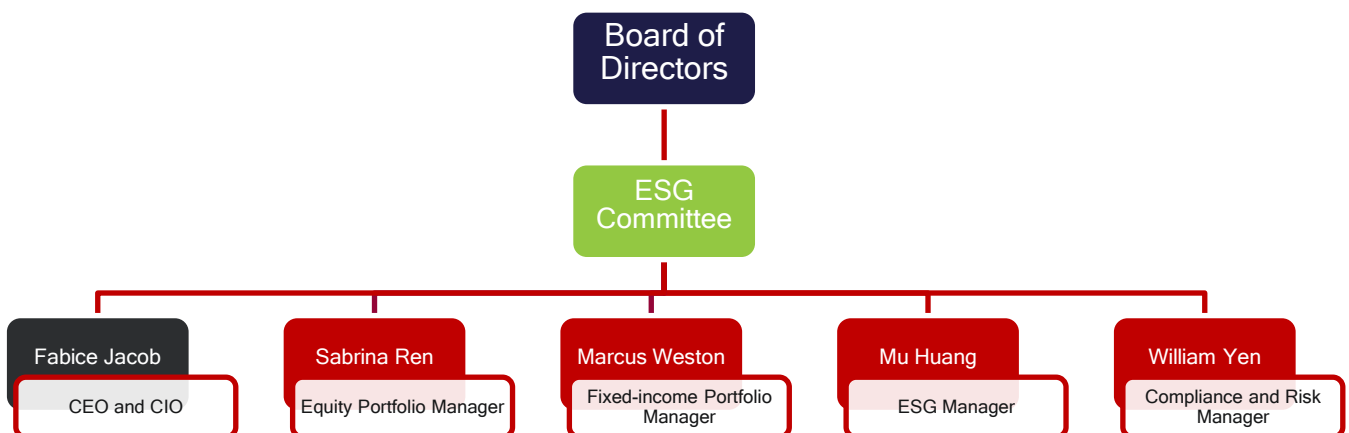 Board of
Directors
ESG
Committee
Fabice Jacob
CEO and CIO
Sabrina Ren
Equity Portfolio Manager
Marcus Weston
Fixed-income Portfolio
Manager
Mu Huang
ESG Manager
William Yen
Compliance and Risk
Manager